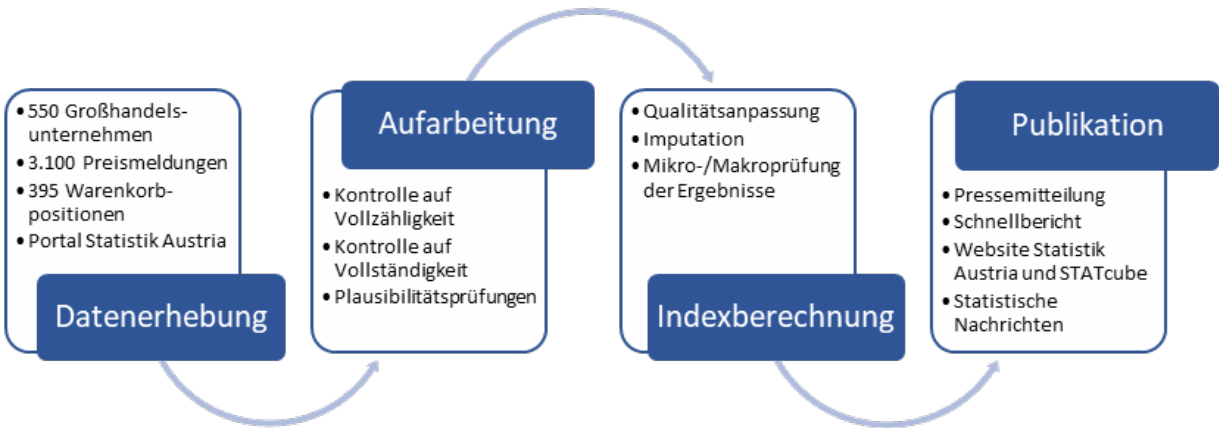 • 550 Großhandels-
unternehmen
• 3.100 Preismeldungen
• 395 Warenkorb-
positionen
• Portal Statistik Austria
Datenerhebung
Aufarbeitung
• Kontrolle auf
Vollzähligkeit
• Kontrolle auf
Vollständigkeit
• Plausibilitätsprüfungen
• Qualitätsanpassung
• Imputation
• Mikro-/Makroprüfung
der Ergebnisse
Indexberechnung
Publikation
• Pressemitteilung
• Schnellbericht
• Website Statistik
Austria und STATcube
• Statistische
Nachrichten